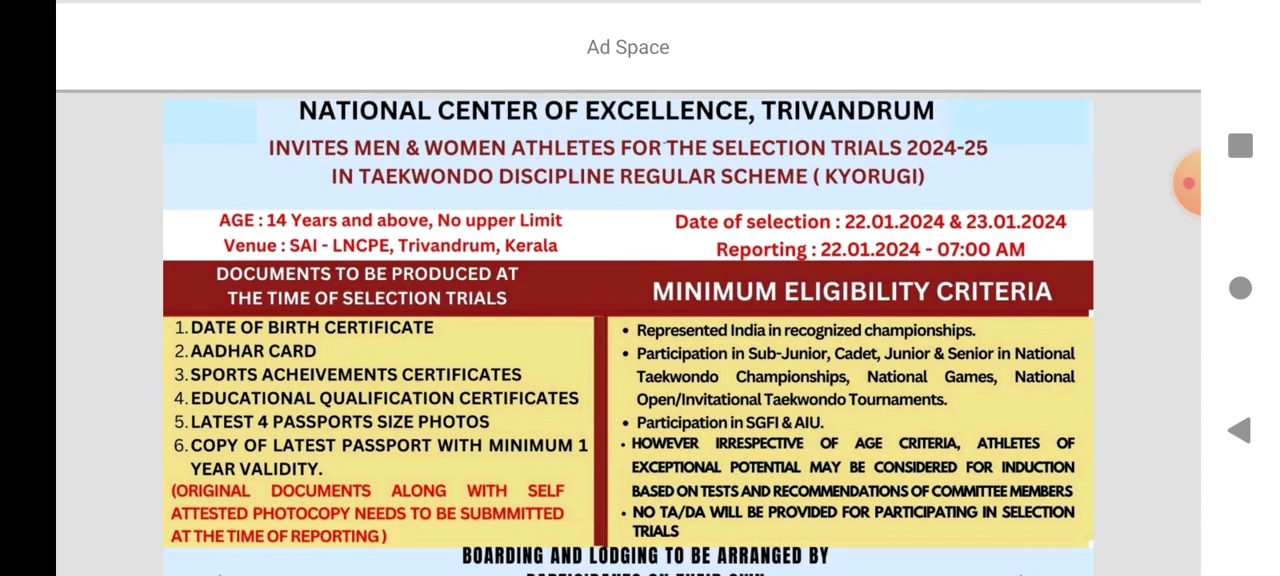 Ad Space
NATIONAL CENTER OF EXCELLENCE, TRIVANDRUM
INVITES MEN & WOMEN ATHLETES FOR THE SELECTION TRIALS 2024-25
IN TAEKWONDO DISCIPLINE REGULAR SCHEME ( KYORUGI)
AGE : 14 Years and above, No upper Limit
Venue : SAI - LNCPE, Trivandrum, Kerala
Date of selection : 22.01.2024 & 23.01.2024
Reporting : 22.01.2024 - 07:00 AM
DOCUMENTS TO BE PRODUCED AT
THE TIME OF SELECTION TRIALS
1. DATE OF BIRTH CERTIFICATE
2. AADHAR CARD
3. SPORTS ACHEIVEMENTS CERTIFICATES
4. EDUCATIONAL QUALIFICATION CERTIFICATES
5. LATEST 4 PASSPORTS SIZE PHOTOS
6. COPY OF LATEST PASSPORT WITH MINIMUM 1
YEAR VALIDITY.
(ORIGINAL DOCUMENTS ALONG WITH SELF
ATTESTED PHOTOCOPY NEEDS TO BE SUBMMITTED
AT THE TIME OF REPORTING )
MINIMUM ELIGIBILITY CRITERIA
• Represented India in recognized championships.
• Participation in Sub-Junior, Cadet, Junior & Senior in National
Taekwondo Championships, National Games, National
Open/Invitational Taekwondo Tournaments.
• Participation in SGFI & AIU.
• HOWEVER IRRESPECTIVE OF AGE CRITERIA, ATHLETES OF
EXCEPTIONAL POTENTIAL MAY BE CONSIDERED FOR INDUCTION
BASED ON TESTS AND RECOMMENDATIONS OF COMMITTEE MEMBERS
• NO TA/DA WILL BE PROVIDED FOR PARTICIPATING IN SELECTION
TRIALS
BOARDING AND LODGING TO BE ARRANGED BY
PARTICIPANTS ON THEIR OWN